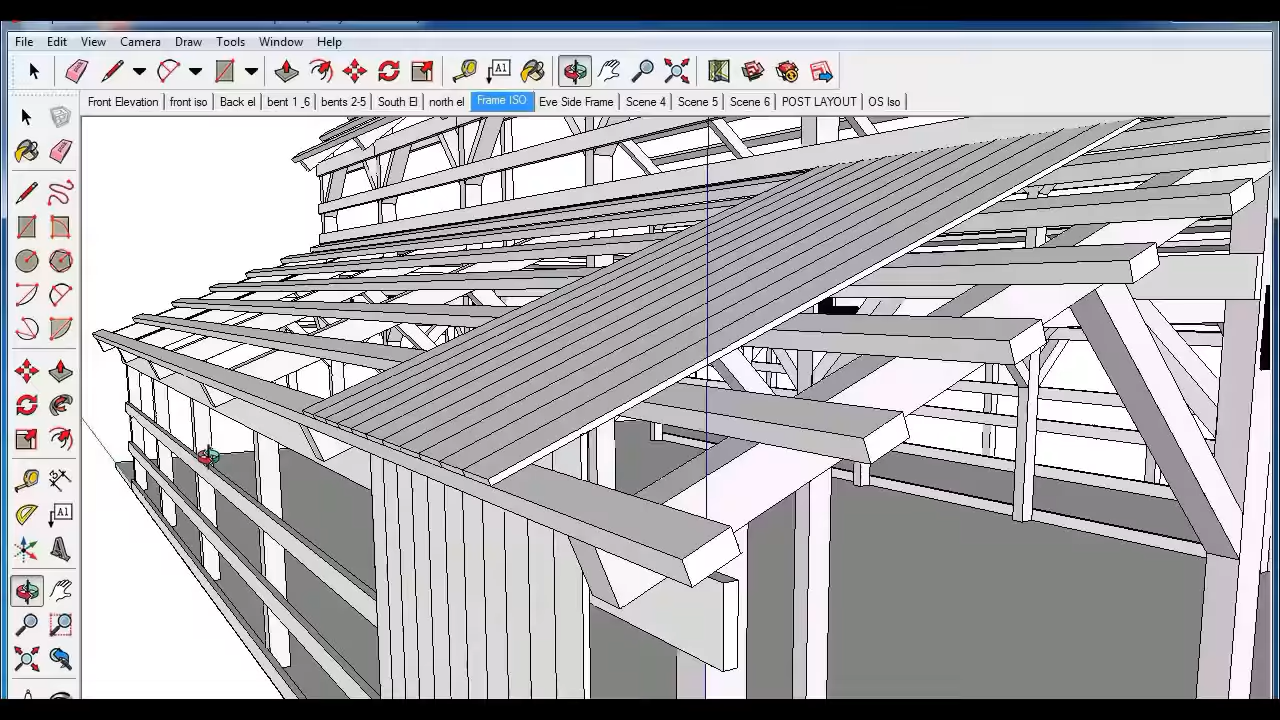 File Edit View Camera Draw Tools Window Help
A1
Front Elevation front iso Back el bent 1_6 bents 2-5 South El north el Frame ISO Eve Side Frame Scene 4 Scene 5 Scene 6 POST LAYOUT OS Iso
A1